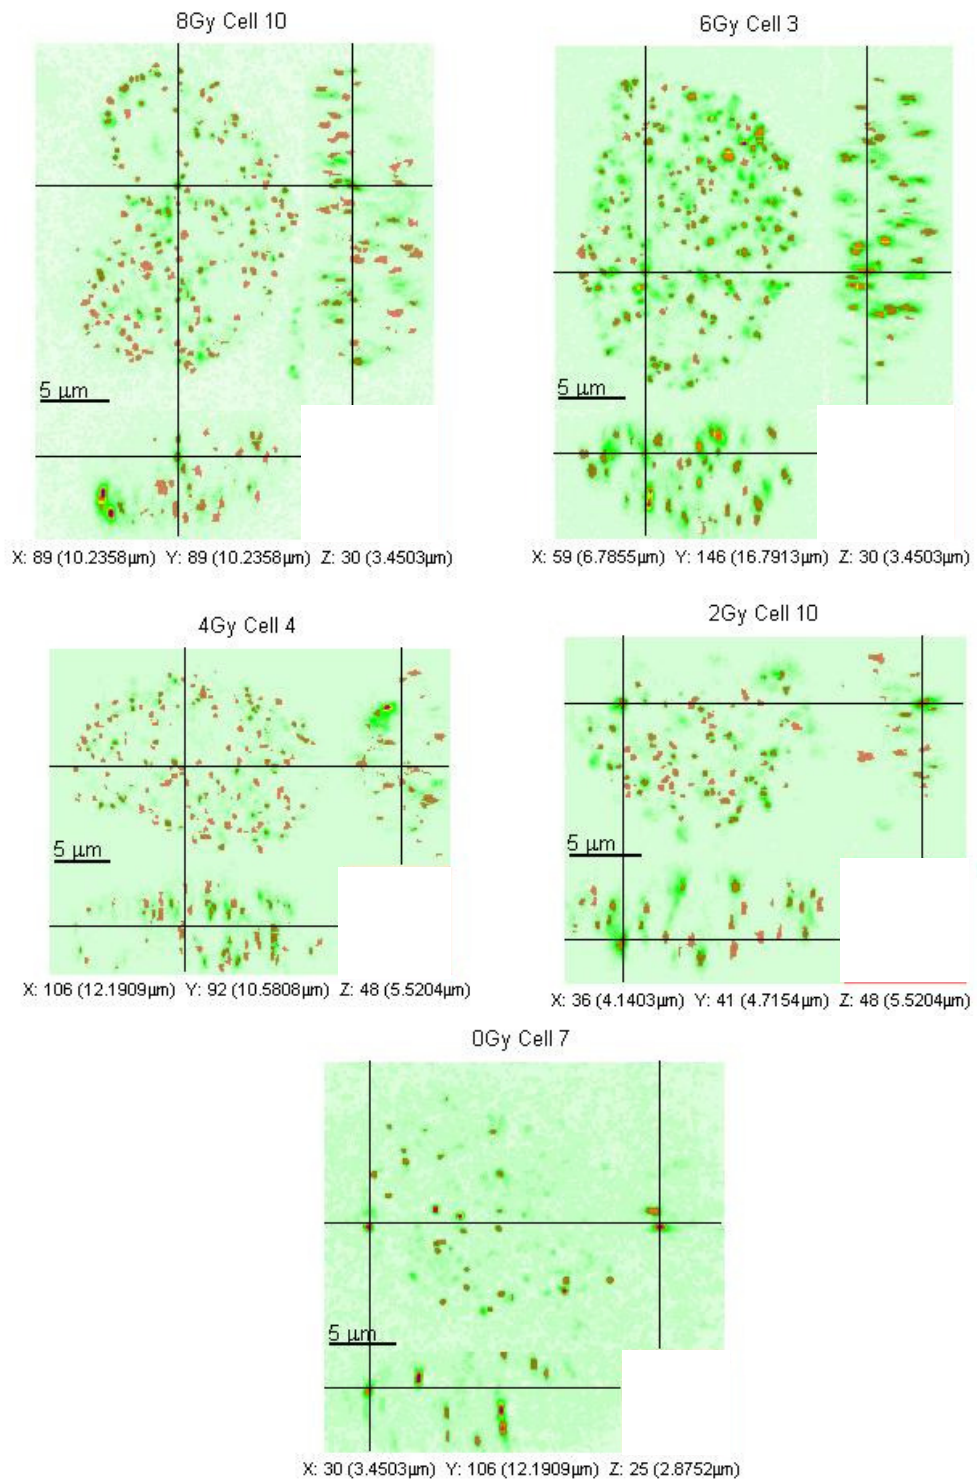 8Gy Cell 10
6Gy Cell 3
5 µm
5 µm
X: 89 (10.2358µm) Y: 89 (10.2358µm) Z: 30 (3.4503µm)
X: 59 (6.7855µm) Y: 146 (16.7913µm) Z: 30 (3.4503µm)
4Gy Cell 4
2Gy Cell 10
5 µm
5 µm
X: 106 (12.1909µm) Y: 92 (10.5808µm) Z: 48 (5.5204µm)
X: 36 (4.1403µm) Y: 41 (4.7154µm) Z: 48 (5.5204µm)
0Gy Cell 7
5 µm
X: 30 (3.4503µm) Y: 106 (12.1909µm) Z: 25 (2.8752µm)